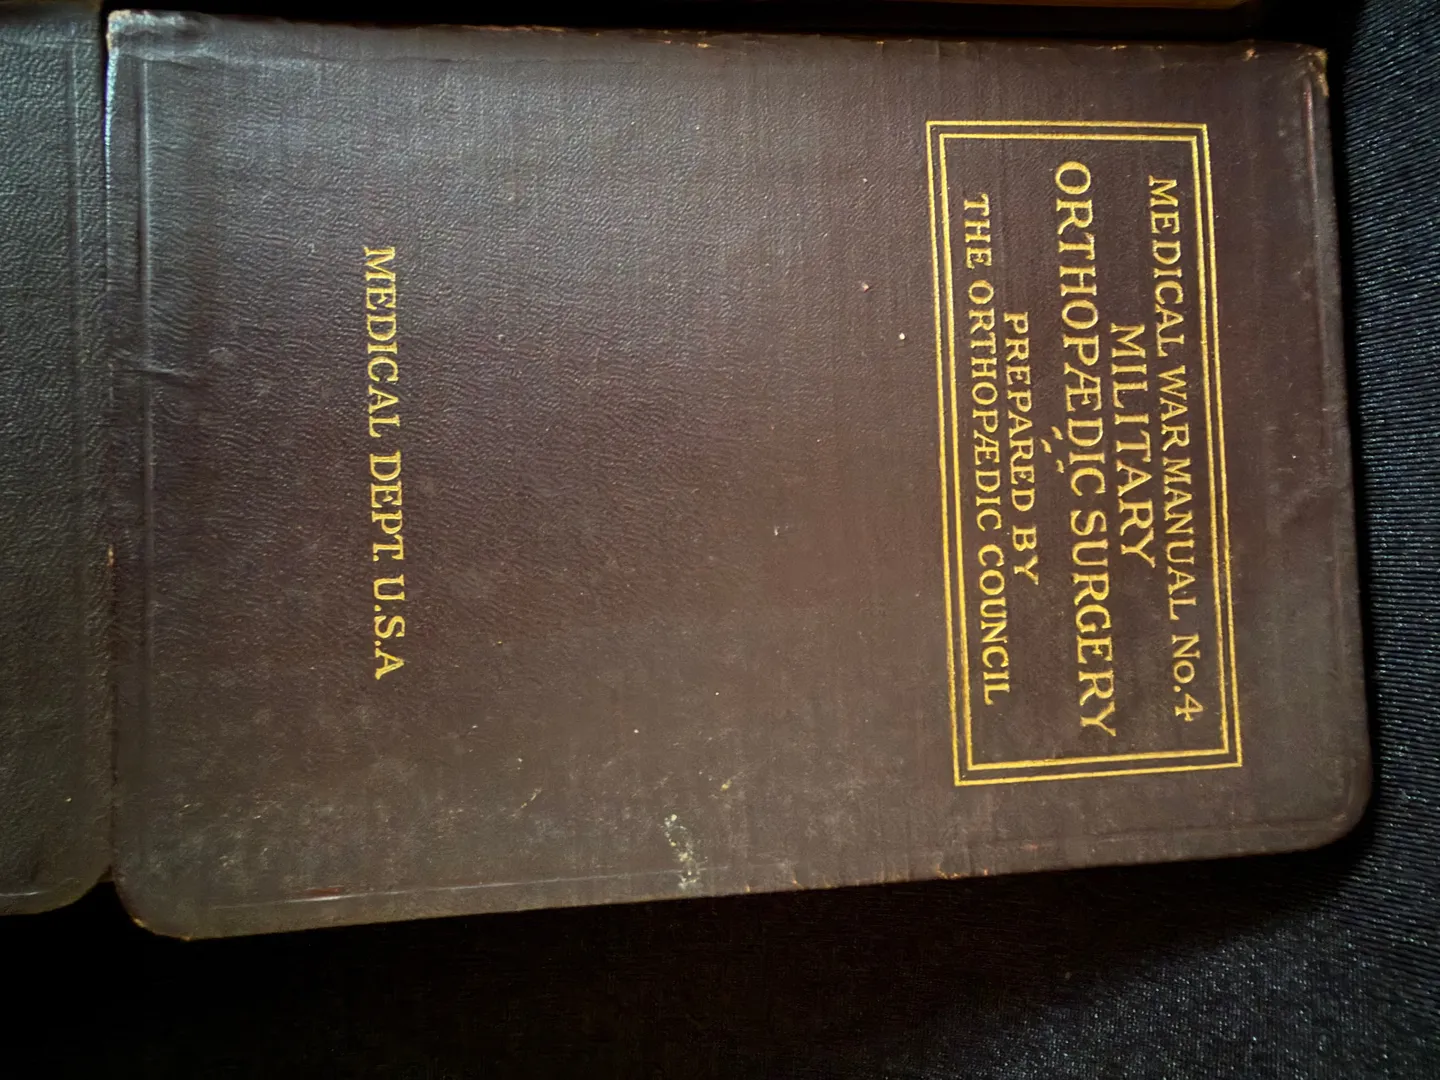 MEDICAL WAR MANUAL No. 4
MILITARY
ORTHOPÆDIC SURGERY
PREPARED BY
THE ORTHOPÆDIC COUNCIL
MEDICAL DEPT. U.S.A